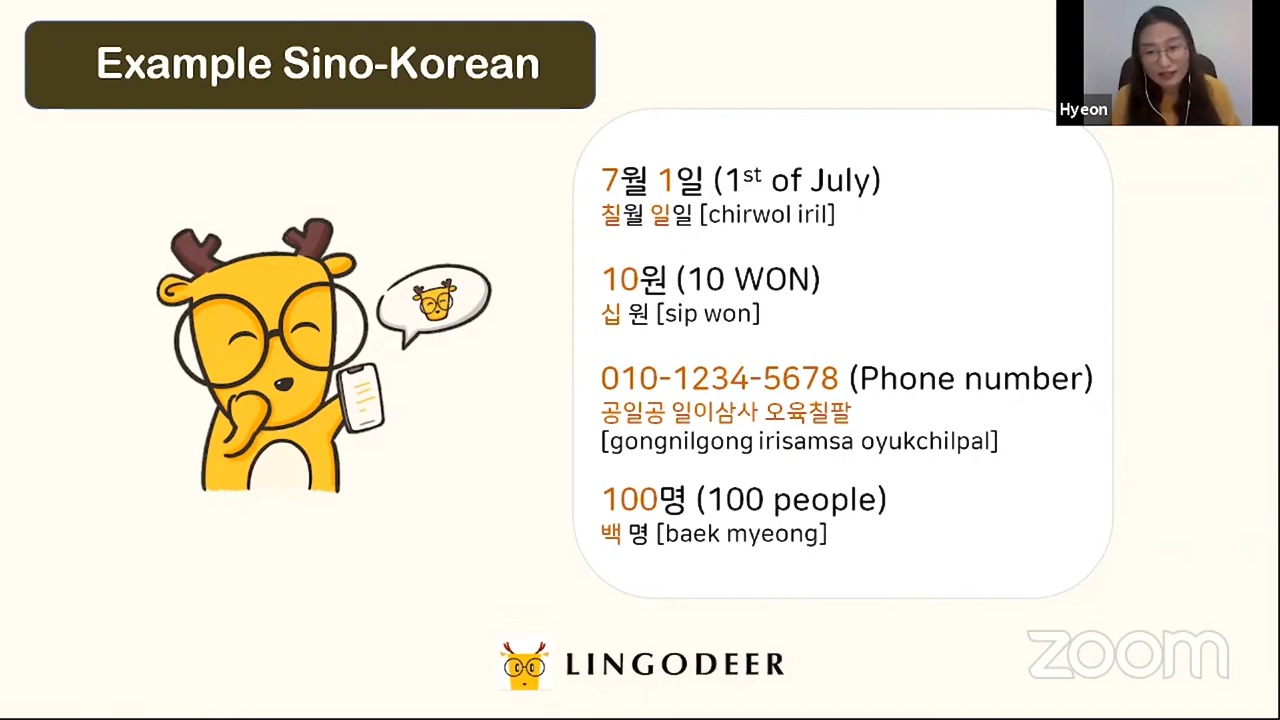 Example Sino-Korean
Hyeon
7월 1일 (1st of July)
칠월 일일 [chirwol iril]
10원 (10 WON)
십 원 [sip won]
010-1234-5678 (Phone number)
공일공 일이삼사 오육칠팔
[gongnilgong irisamsa oyukchilpal]
100명 (100 people)
백 명 [baek myeong]
LINGODEER
zoom